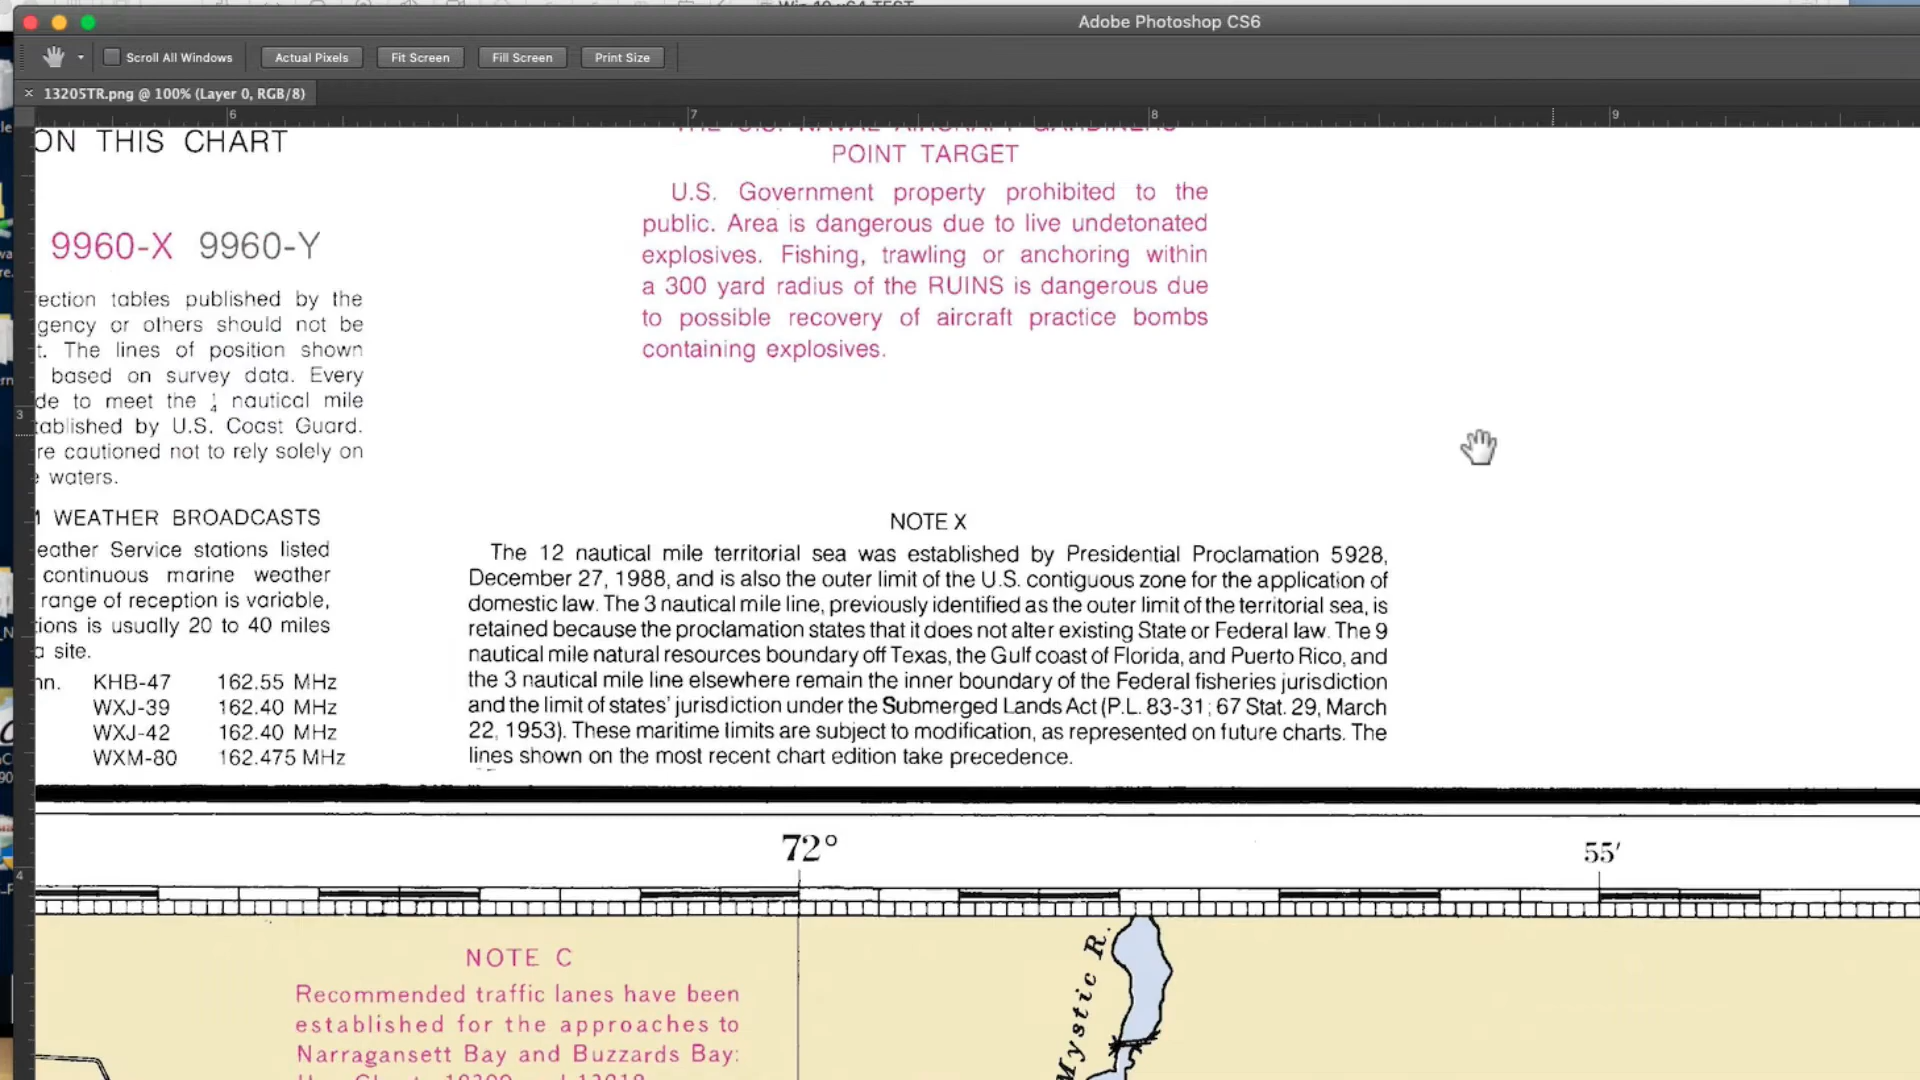 Adobe Photoshop CS6
Scroll All Windows Actual Pixels Fit Screen Fill Screen Print Size
13205TR.png @ 100% (Layer 0, RGB/8)
6 7 8 9
ON THIS CHART
9960-X 9960-Y
ection tables published by the
gency or others should not be
t. The lines of position shown
based on survey data. Every
de to meet the 1/4 nautical mile
tablished by U.S. Coast Guard.
re cautioned not to rely solely on
e waters.
WEATHER BROADCASTS
eather Service stations listed
continuous marine weather
range of reception is variable,
tions is usually 20 to 40 miles
a site.
nn. KHB-47 162.55 MHz
WXJ-39 162.40 MHz
WXJ-42 162.40 MHz
WXM-80 162.475 MHz
THE U.S. NAVAL AIRCRAFT GARDINERS
POINT TARGET
U.S. Government property prohibited to the
public. Area is dangerous due to live undetonated
explosives. Fishing, trawling or anchoring within
a 300 yard radius of the RUINS is dangerous due
to possible recovery of aircraft practice bombs
containing explosives.
NOTE X
The 12 nautical mile territorial sea was established by Presidential Proclamation 5928,
December 27, 1988, and is also the outer limit of the U.S. contiguous zone for the application of
domestic law. The 3 nautical mile line, previously identified as the outer limit of the territorial sea, is
retained because the proclamation states that it does not alter existing State or Federal law. The 9
nautical mile natural resources boundary off Texas, the Gulf coast of Florida, and Puerto Rico, and
the 3 nautical mile line elsewhere remain the inner boundary of the Federal fisheries jurisdiction
and the limit of states' jurisdiction under the Submerged Lands Act (P.L. 83-31; 67 Stat. 29, March
22, 1953). These maritime limits are subject to modification, as represented on future charts. The
lines shown on the most recent chart edition take precedence.
3
4
72° 55′
NOTE C
Recommended traffic lanes have been
established for the approaches to
Narragansett Bay and Buzzards Bay:
Mystic R.